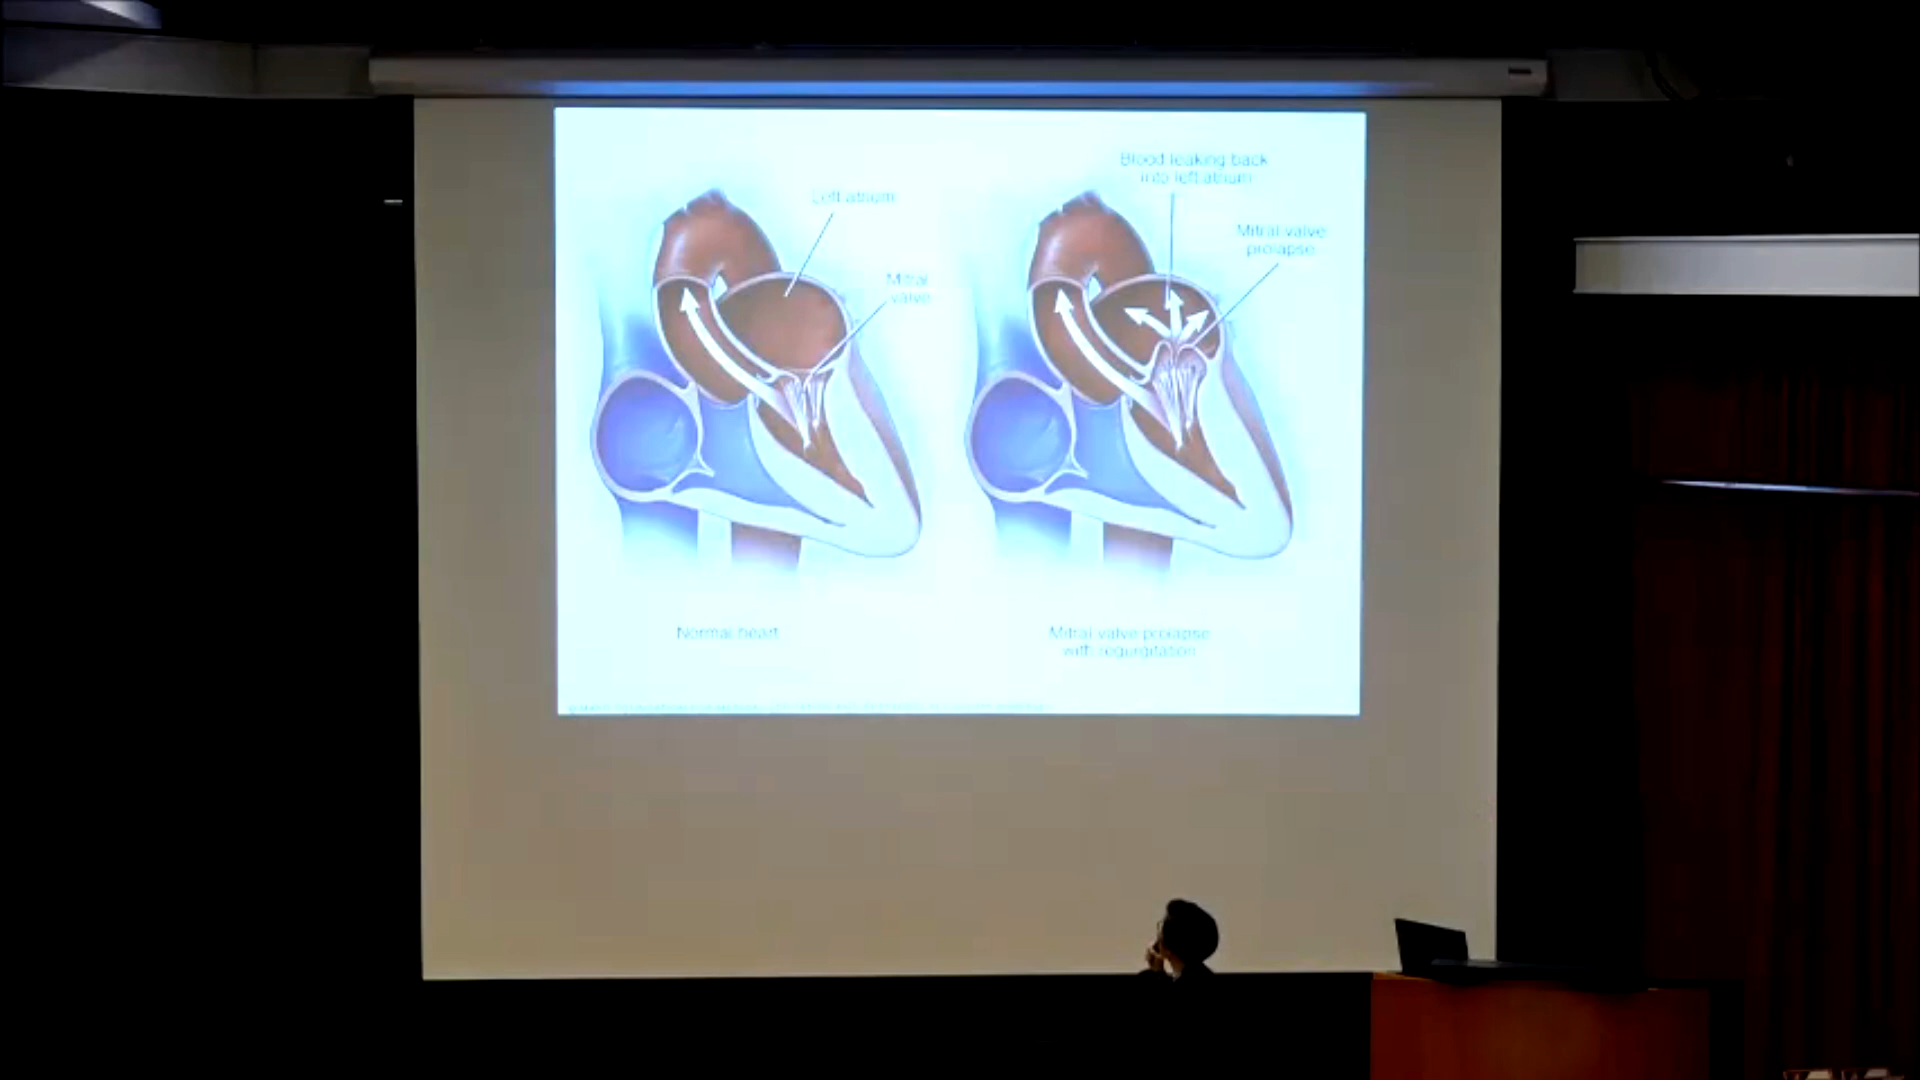 Left atrium
Mitral
valve
Normal heart
Blood leaking back
into left atrium
Mitral valve
prolapse
Mitral valve prolapse
with regurgitation